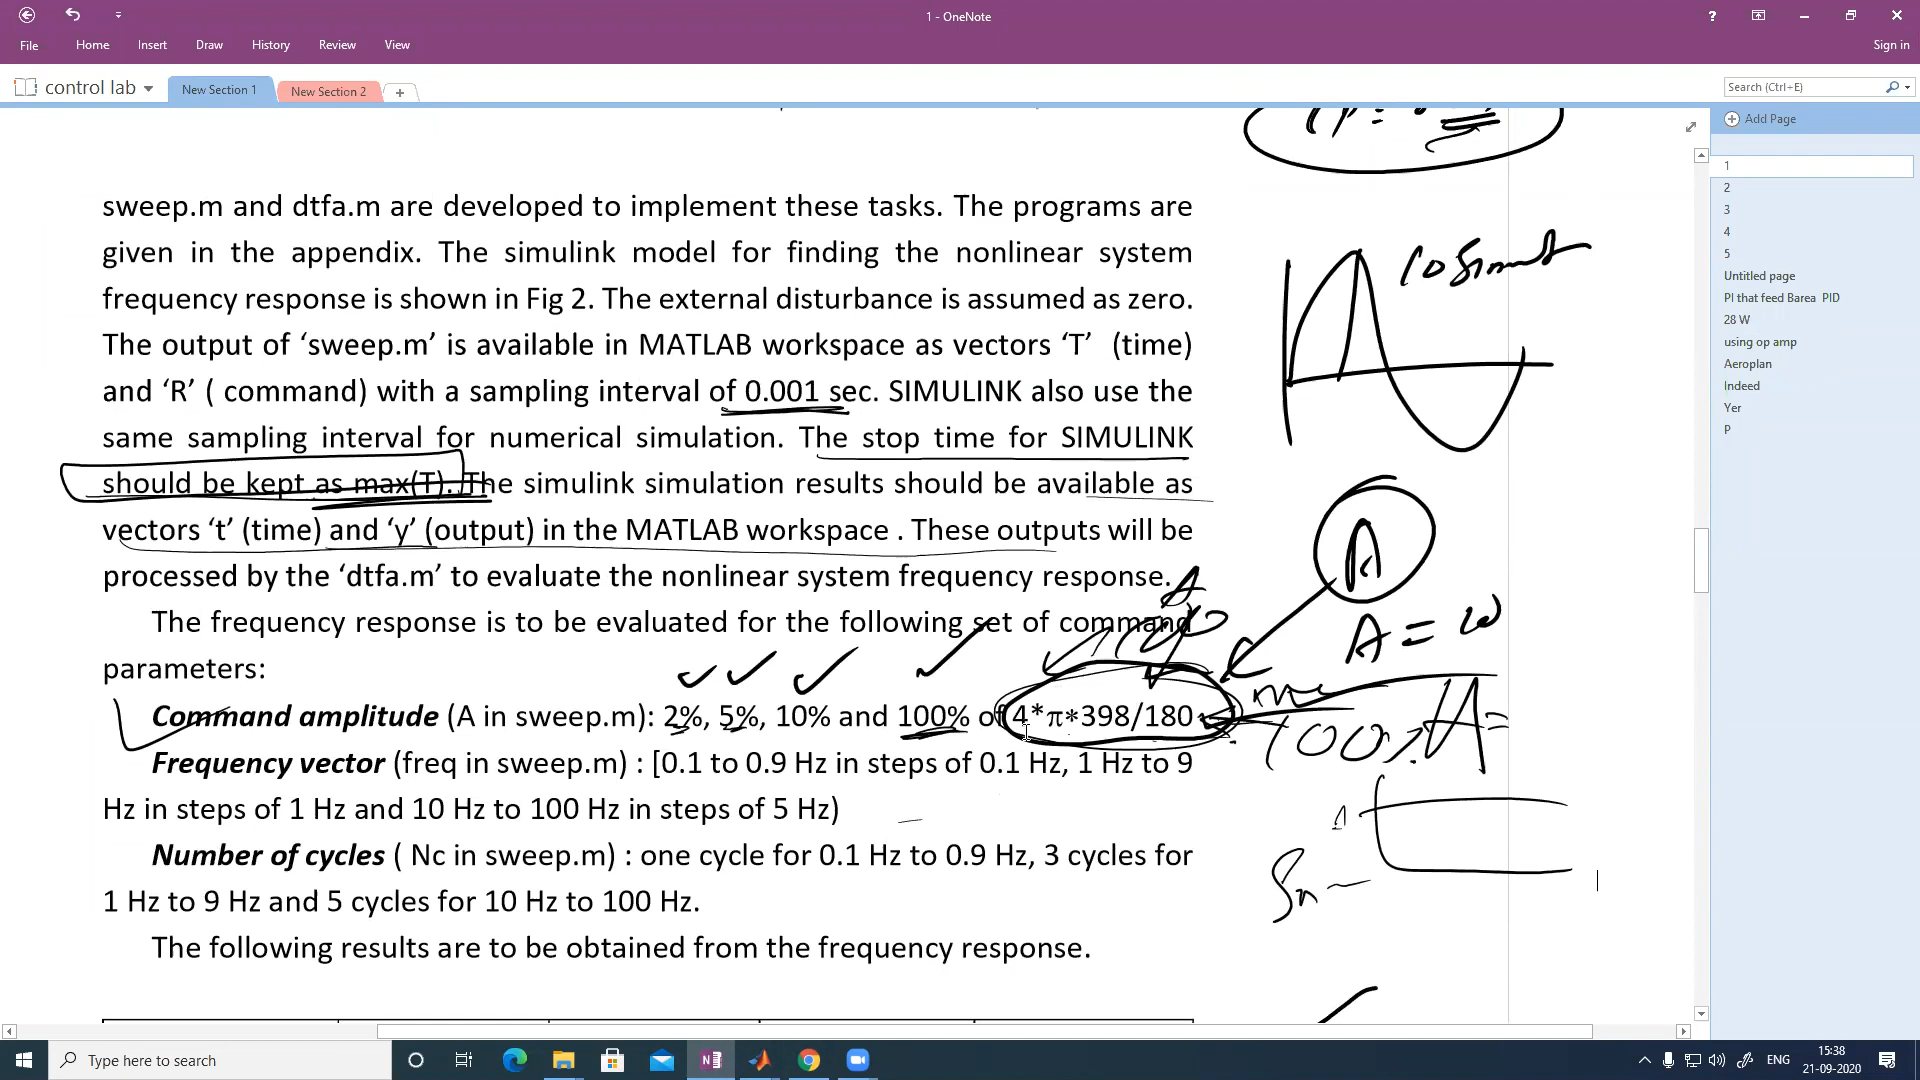 1 - OneNote
File Home Insert Draw History Review View
Sign in
control lab New Section 1 New Section 2
Search (Ctrl+E)
Add Page
1
2
3
4
5
Untitled page
PI that feed Barea PID
28 W
using op amp
Aeroplan
Indeed
Yer
P
sweep.m and dtfa.m are developed to implement these tasks. The programs are
given in the appendix. The simulink model for finding the nonlinear system
frequency response is shown in Fig 2. The external disturbance is assumed as zero.
The output of ‘sweep.m’ is available in MATLAB workspace as vectors ‘T’ (time)
and ‘R’ ( command) with a sampling interval of 0.001 sec. SIMULINK also use the
same sampling interval for numerical simulation. The stop time for SIMULINK
should be kept as max(T). The simulink simulation results should be available as
vectors ‘t’ (time) and ‘y’ (output) in the MATLAB workspace . These outputs will be
processed by the ‘dtfa.m’ to evaluate the nonlinear system frequency response.
The frequency response is to be evaluated for the following set of command
parameters:
Command amplitude (A in sweep.m): 2%, 5%, 10% and 100% of 4*π*398/180
Frequency vector (freq in sweep.m) : [0.1 to 0.9 Hz in steps of 0.1 Hz, 1 Hz to 9
Hz in steps of 1 Hz and 10 Hz to 100 Hz in steps of 5 Hz)
Number of cycles ( Nc in sweep.m) : one cycle for 0.1 Hz to 0.9 Hz, 3 cycles for
1 Hz to 9 Hz and 5 cycles for 10 Hz to 100 Hz.
The following results are to be obtained from the frequency response.
A
A =
100% A =
Type here to search
ENG
15:38
21-09-2020